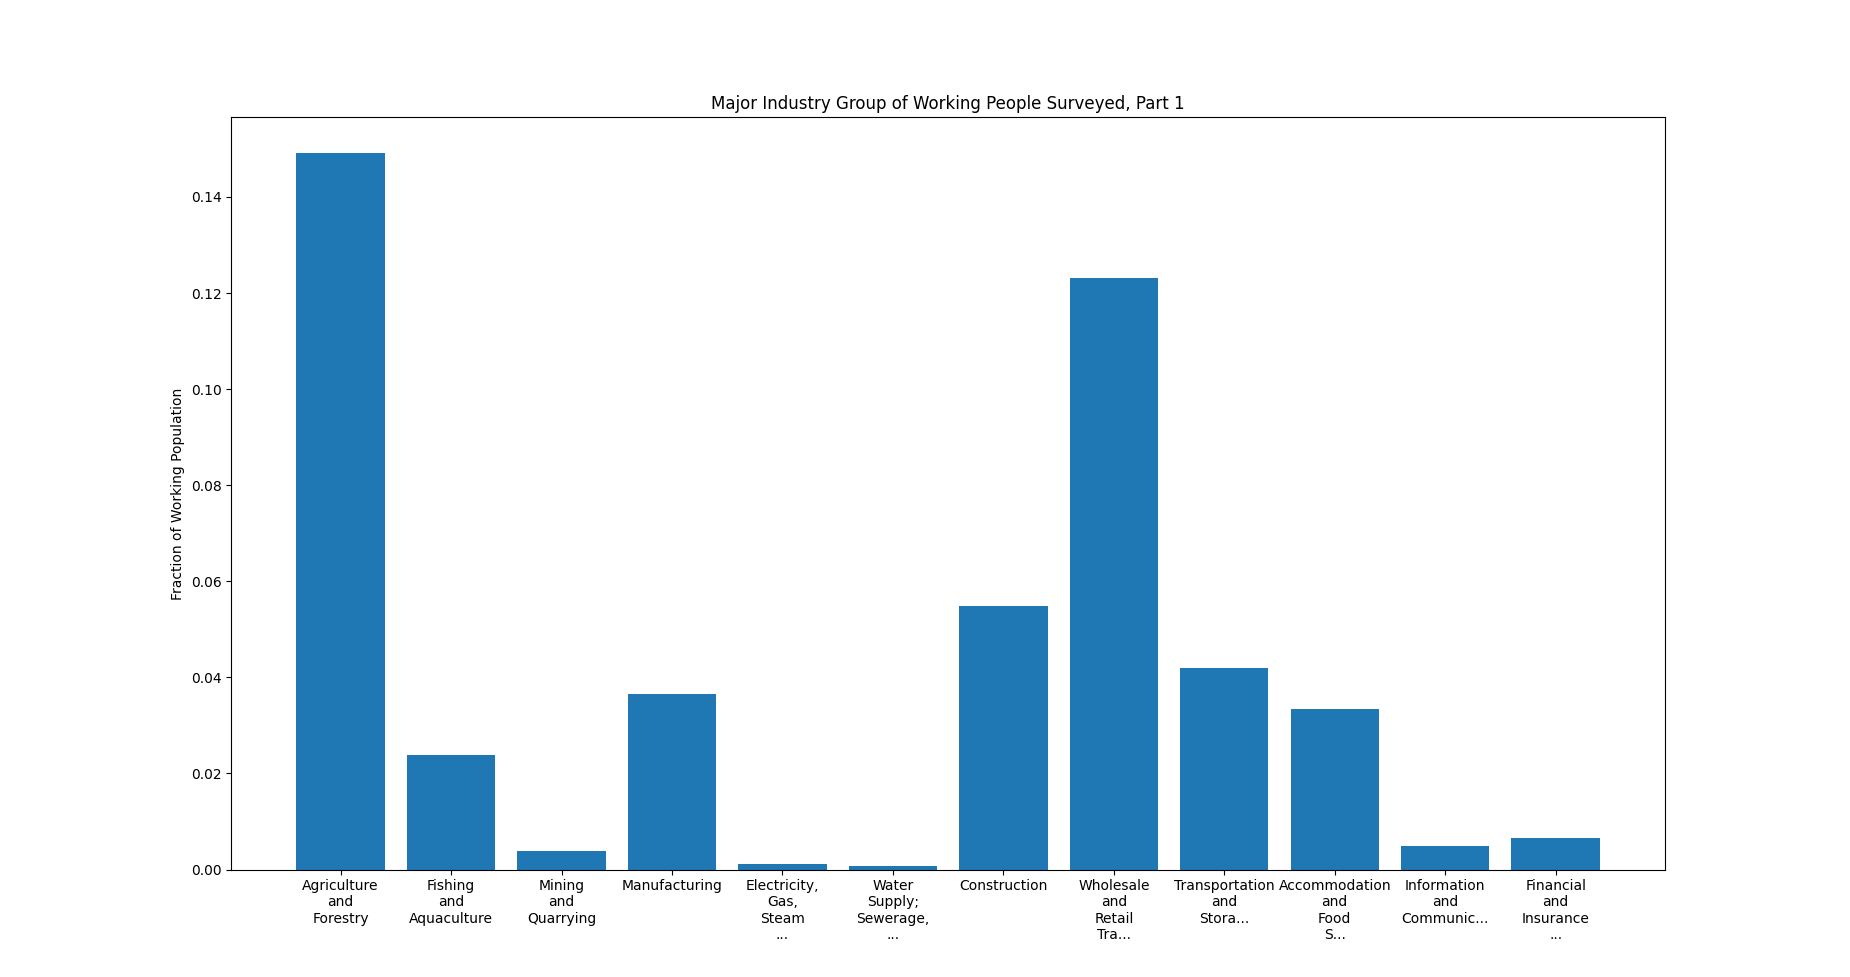 Major Industry Group of Working People Surveyed, Part 1
Fraction of Working Population
0.14
0.12
0.10
0.08
0.06
0.04
0.02
0.00
Agriculture
and
Forestry
Fishing
and
Aquaculture
Mining
and
Quarrying
Manufacturing
Electricity,
Gas,
Steam
...
Water
Supply;
Sewerage,
...
Construction
Wholesale
and
Retail
Tra...
Transportation
and
Stora...
Accommodation
and
Food
S...
Information
and
Communic...
Financial
and
Insurance
...